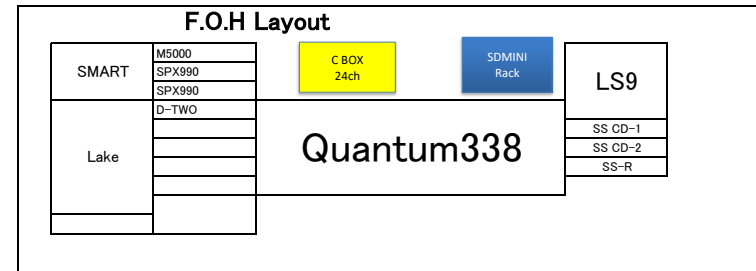 F.O.H Layout
SMART
M5000
SPX990
SPX990
D-TWO
Lake
C BOX
24ch
SDMINI
Rack
LS9
Quantum338
SS CD-1
SS CD-2
SS-R